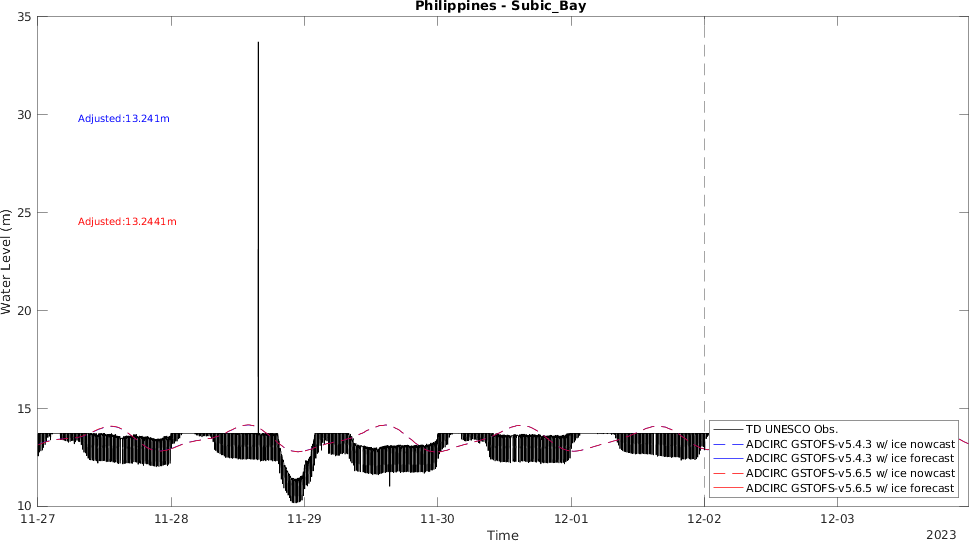 Philippines - Subic_Bay
35
30
25
20
15
10
Water Level (m)
Adjusted:13.241m
Adjusted:13.2441m
TD UNESCO Obs.
ADCIRC GSTOFS-v5.4.3 w/ ice nowcast
ADCIRC GSTOFS-v5.4.3 w/ ice forecast
ADCIRC GSTOFS-v5.6.5 w/ ice nowcast
ADCIRC GSTOFS-v5.6.5 w/ ice forecast
11-27
11-28
11-29
11-30
12-01
12-02
12-03
Time
2023